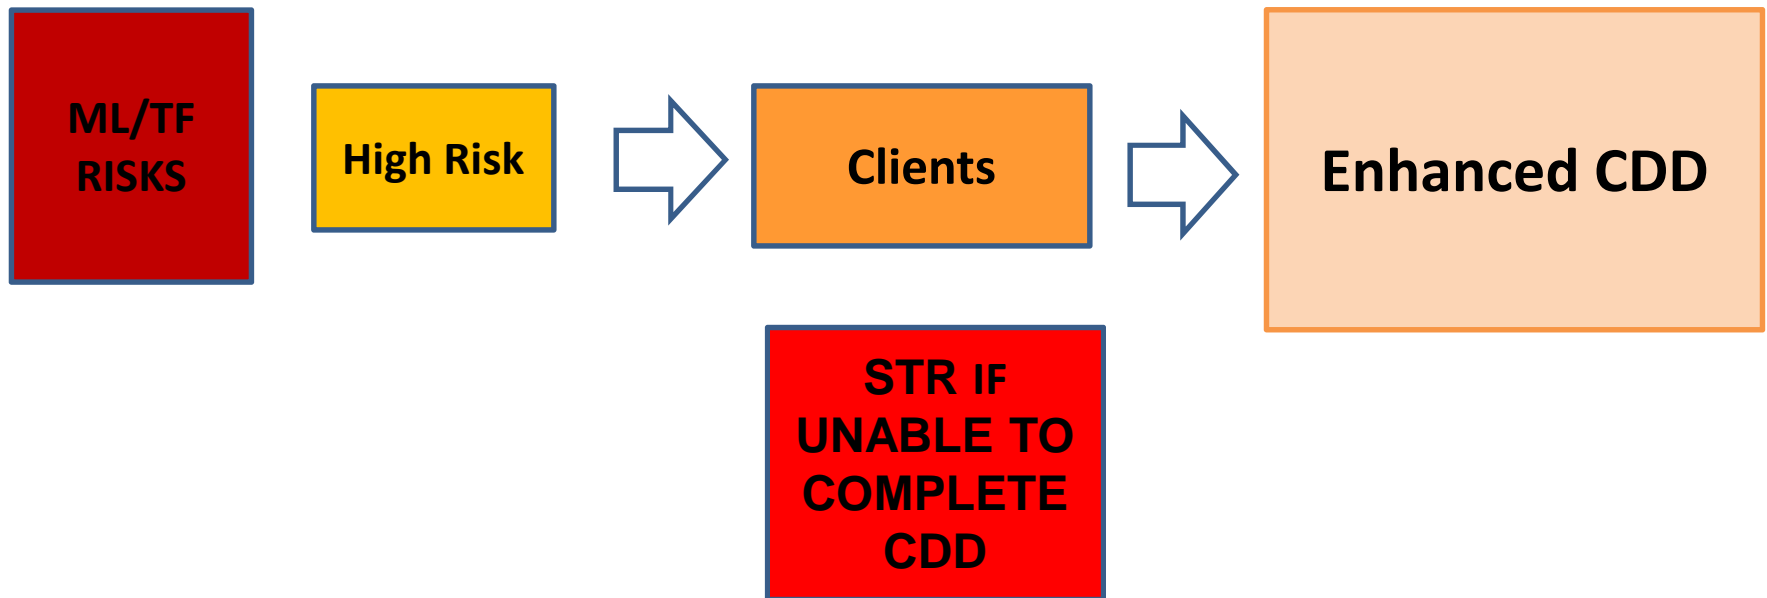 ML/TF
RISKS
High Risk
Clients
Enhanced CDD
STR IF
UNABLE TO
COMPLETE
CDD